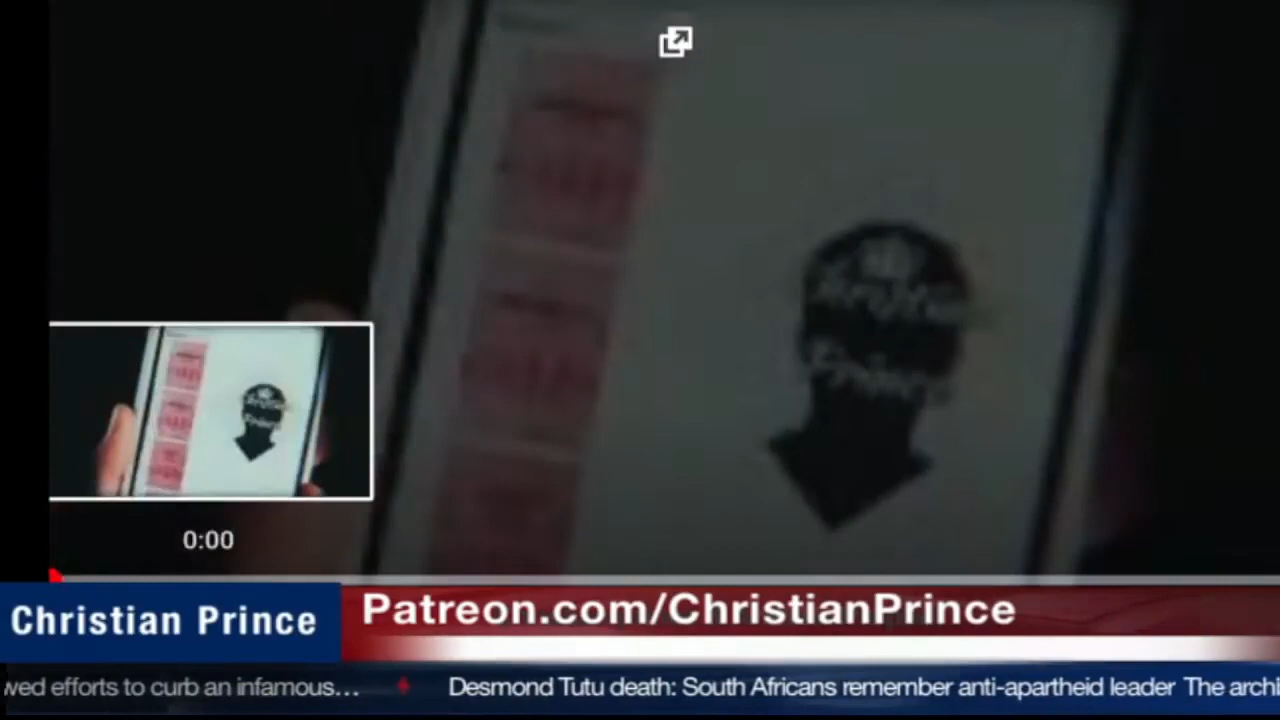 0:00
Christian Prince
Patreon.com/ChristianPrince
wed efforts to curb an infamous... Desmond Tutu death: South Africans remember anti-apartheid leader The archi